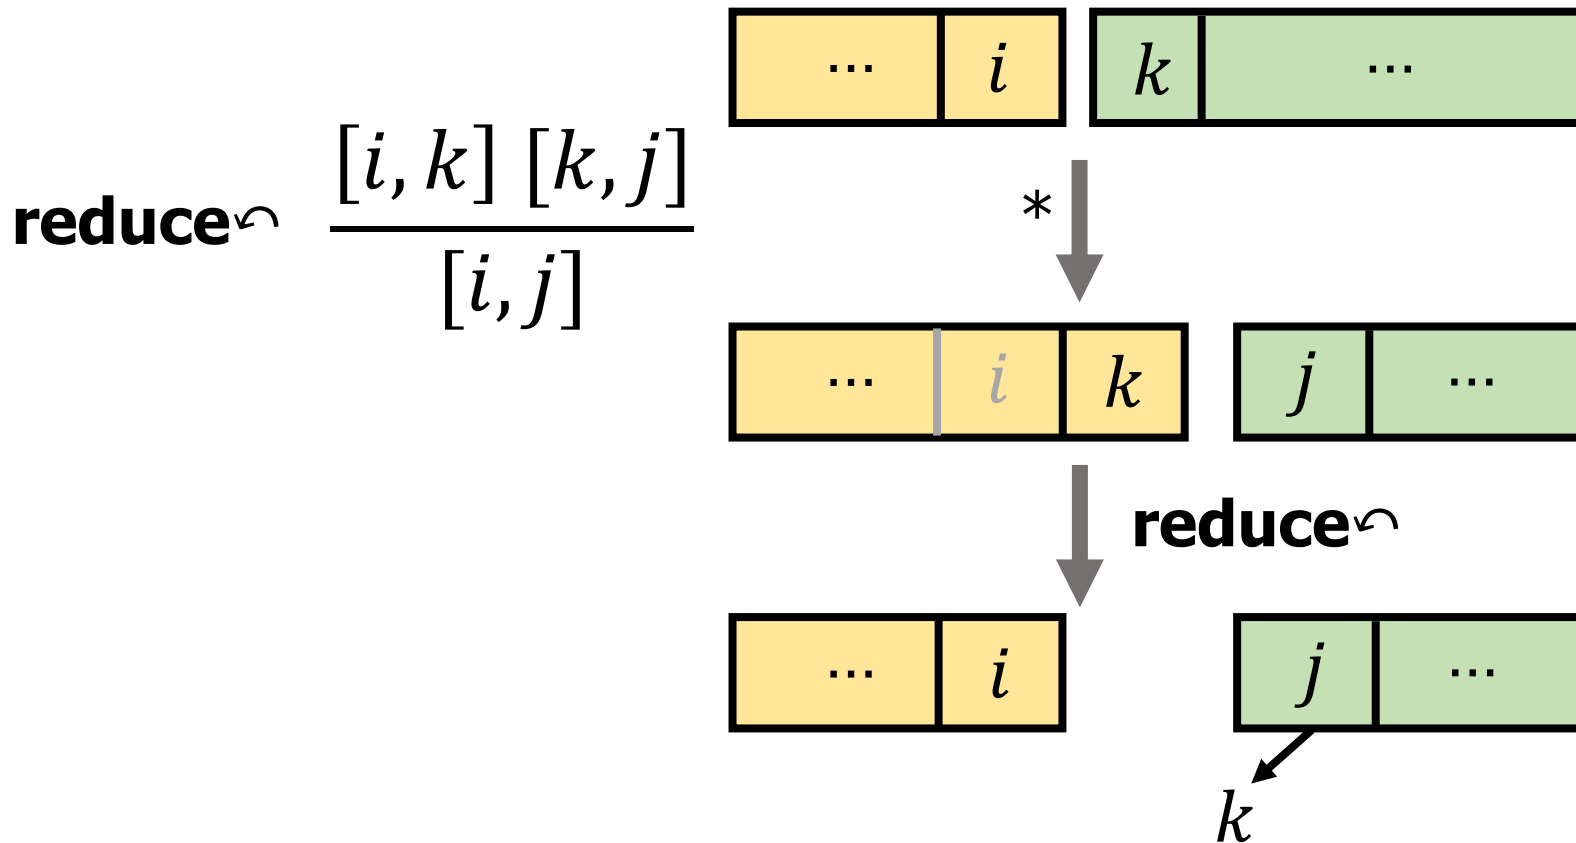 reduce↶ [i, k] [k, j]
[i, j]
... i k ...
*
... i k j ...
reduce↶
... i j ...
k